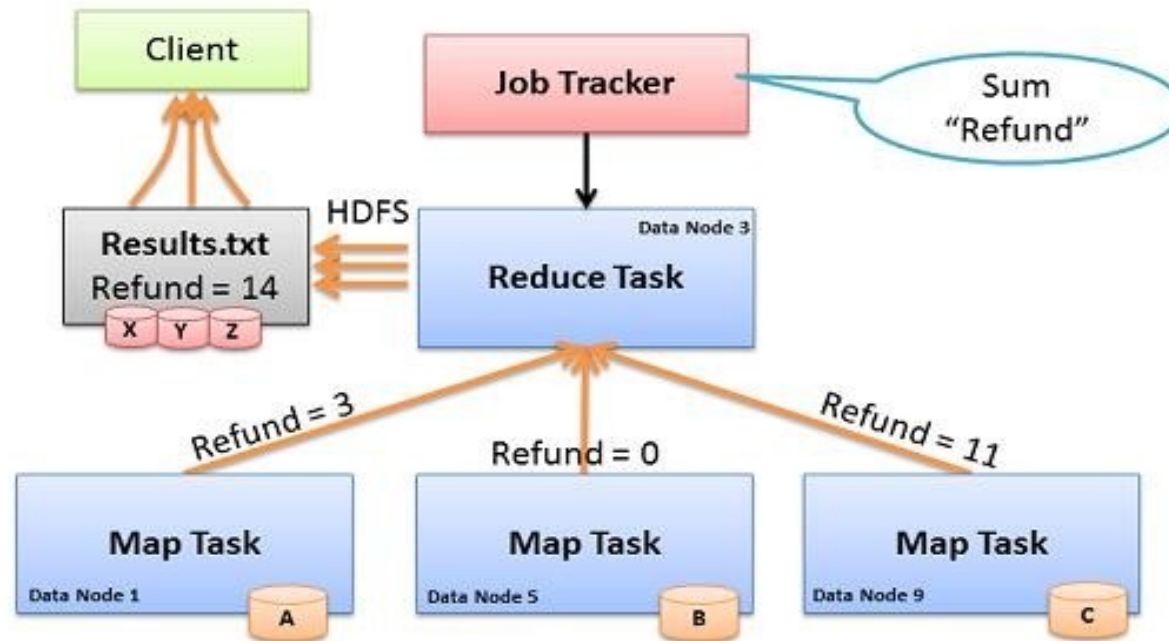 Client
Job Tracker
Sum
“Refund”
HDFS
Results.txt
Refund = 14
X Y Z
Data Node 3
Reduce Task
Refund = 3
Refund = 0
Refund = 11
Map Task
Data Node 1
A
Map Task
Data Node 5
B
Map Task
Data Node 9
C